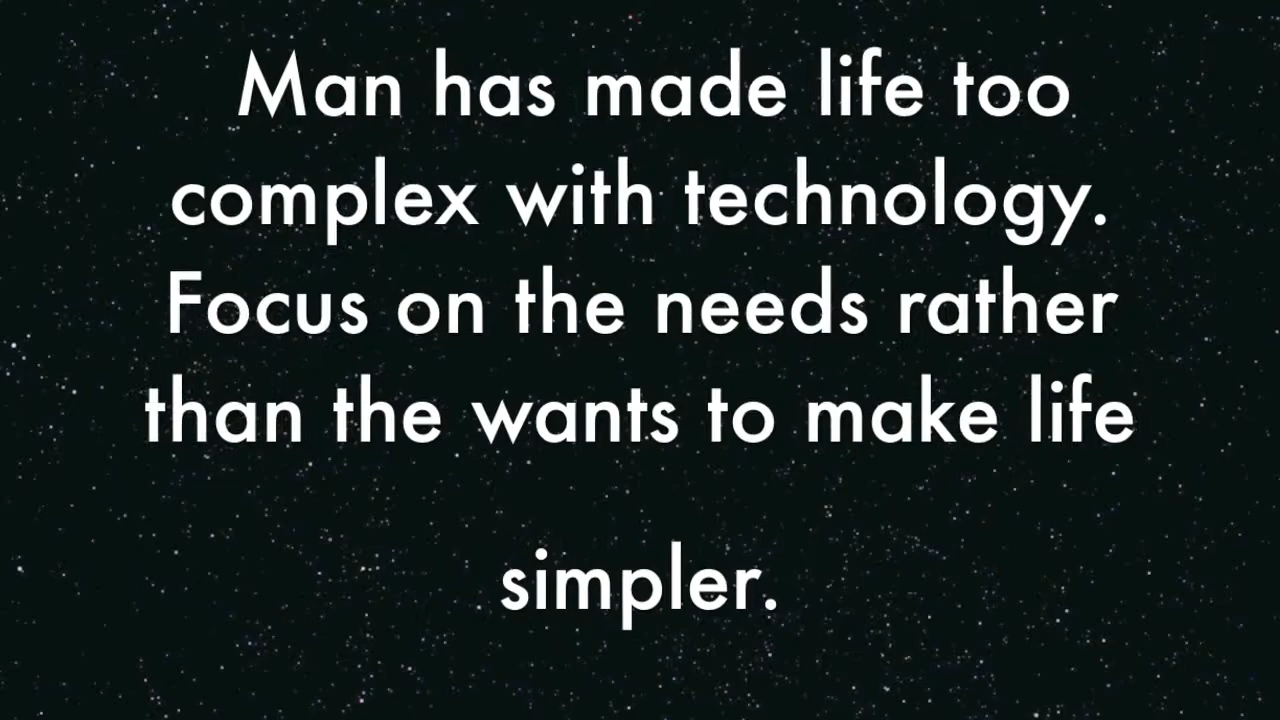 Man has made life too
complex with technology.
Focus on the needs rather
than the wants to make life
simpler.